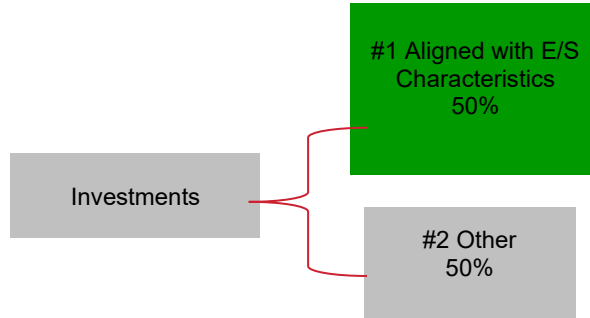 #1 Aligned with E/S
Characteristics
50%
Investments
#2 Other
50%